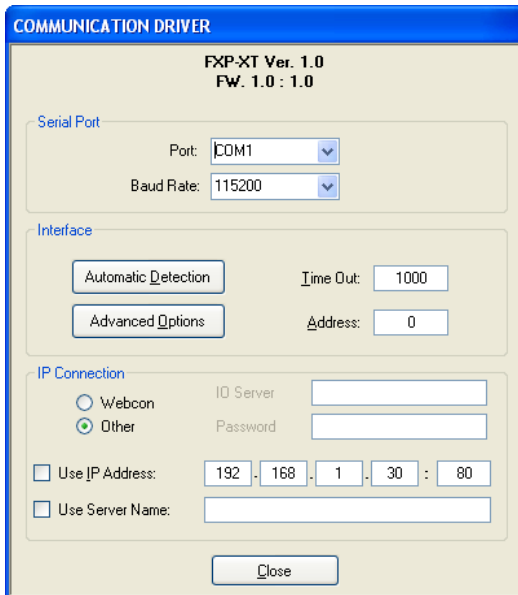 COMMUNICATION DRIVER
FXP-XT Ver. 1.0
FW. 1.0 : 1.0
Serial Port
Port: COM1
Baud Rate: 115200
Interface
Automatic Detection Time Out: 1000
Advanced Options Address: 0
IP Connection
Webcon IO Server
Other Password
Use IP Address: 192 . 168 . 1 . 30 : 80
Use Server Name:
Close